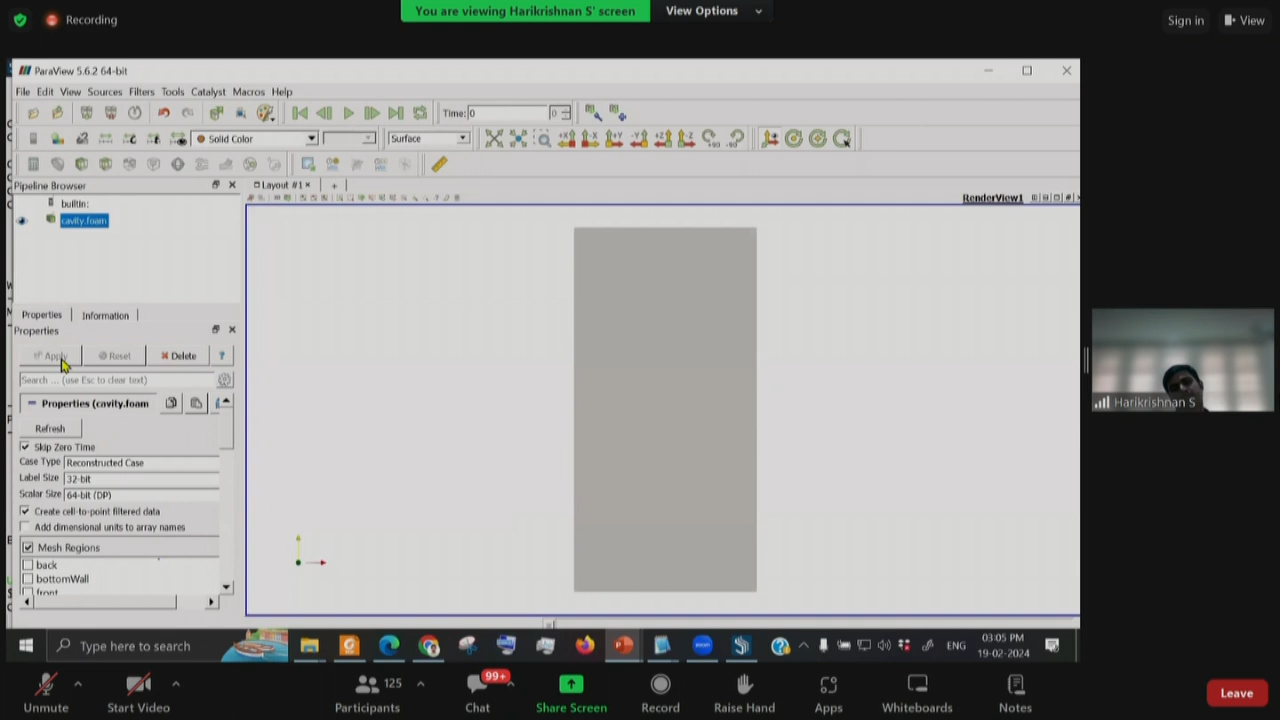 Recording
You are viewing Harikrishnan S' screen
View Options
Sign in
View
ParaView 5.6.2 64-bit
File Edit View Sources Filters Tools Catalyst Macros Help
Time: 0
0
Solid Color
Surface
+X -X +Y -Y +Z -Z
Pipeline Browser
Layout #1
RenderView1
builtin:
cavity.foam
Properties
Information
Properties
Apply
Reset
Delete
?
Search ... (use Esc to clear text)
Properties (cavity.foam
Refresh
Skip Zero Time
Case Type Reconstructed Case
Label Size 32-bit
Scalar Size 64-bit (DP)
Create cell-to-point filtered data
Add dimensional units to array names
Mesh Regions
back
bottomWall
front
Harikrishnan S
Type here to search
zoom
ENG
03:05 PM
19-02-2024
Unmute
Start Video
125
Participants
99+
Chat
Share Screen
Record
Raise Hand
Apps
Whiteboards
Notes
Leave